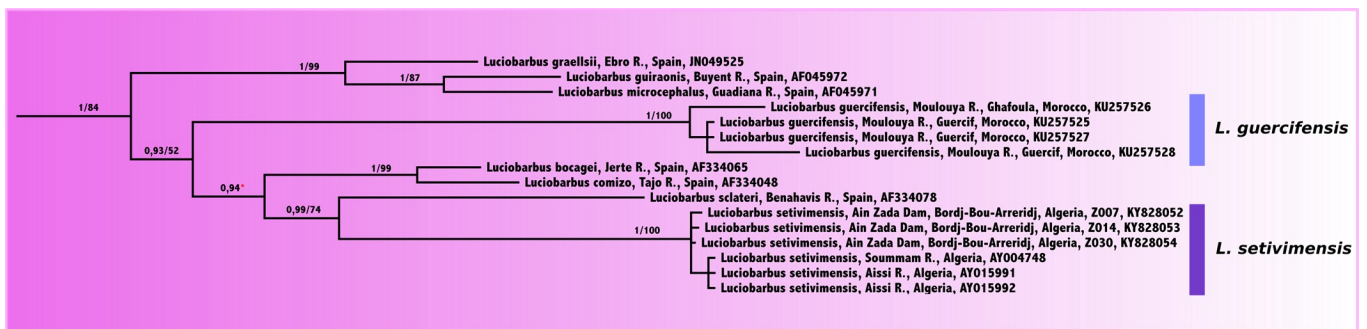 1/99
Luciobarbus graellsii, Ebro R., Spain, JN049525
1/87
Luciobarbus guiraonis, Buyent R., Spain, AF045972
Luciobarbus microcephalus, Guadiana R., Spain, AF045971
1/84
Luciobarbus guercifensis, Moulouya R., Ghafoula, Morocco, KU257526
1/100
Luciobarbus guercifensis, Moulouya R., Guercif, Morocco, KU257525
L. guercifensis
Luciobarbus guercifensis, Moulouya R., Guercif, Morocco, KU257527
0,93/52
Luciobarbus guercifensis, Moulouya R., Guercif, Morocco, KU257528
1/99
Luciobarbus bocagei, Jerte R., Spain, AF334065
Luciobarbus comizo, Tajo R., Spain, AF334048
0,94*
Luciobarbus sclateri, Benahavis R., Spain, AF334078
0,99/74
Luciobarbus setivimensis, Ain Zada Dam, Bordj-Bou-Arreridj, Algeria, Z007, KY828052
Luciobarbus setivimensis, Ain Zada Dam, Bordj-Bou-Arreridj, Algeria, Z014, KY828053
1/100
Luciobarbus setivimensis, Ain Zada Dam, Bordj-Bou-Arreridj, Algeria, Z030, KY828054
L. setivimensis
Luciobarbus setivimensis, Soummam R., Algeria, AY004748
Luciobarbus setivimensis, Aissi R., Algeria, AY015991
Luciobarbus setivimensis, Aissi R., Algeria, AY015992